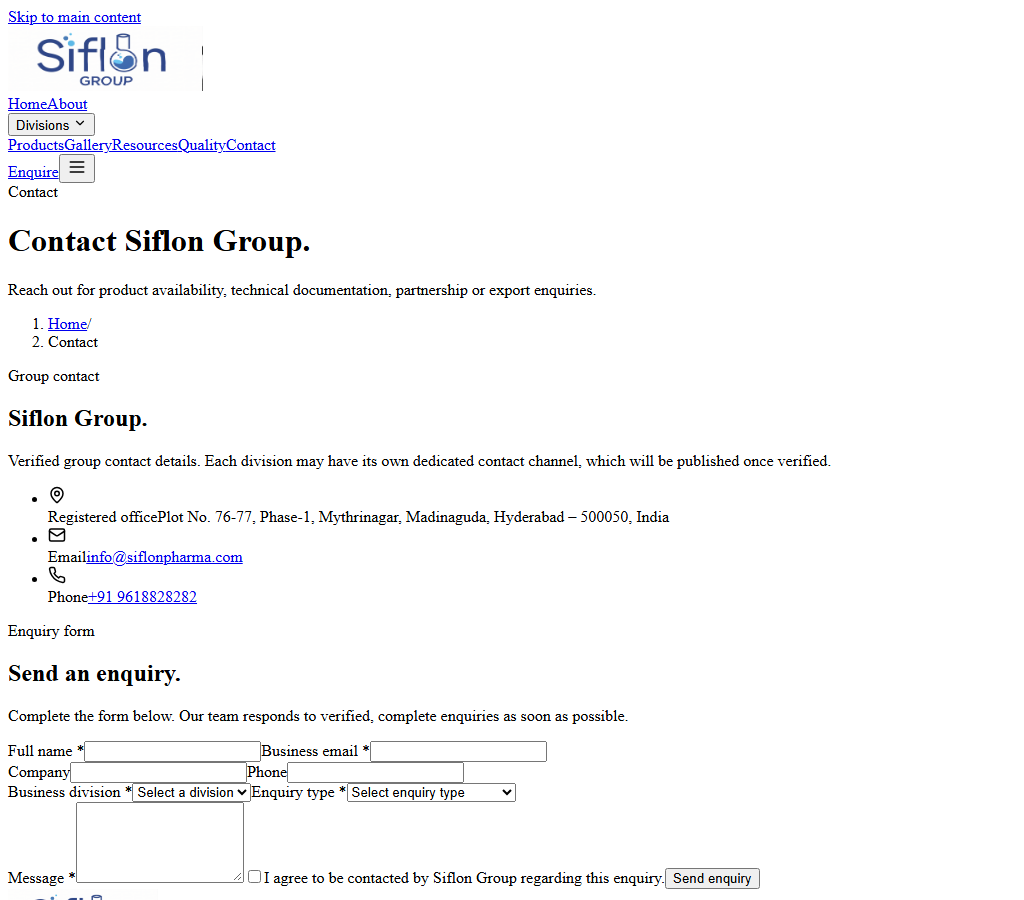 Skip to main content
Siflon
GROUP
HomeAbout
Divisions
ProductsGalleryResourcesQualityContact
Enquire
Contact
Contact Siflon Group.
Reach out for product availability, technical documentation, partnership or export enquiries.
1. Home/
2. Contact
Group contact
Siflon Group.
Verified group contact details. Each division may have its own dedicated contact channel, which will be published once verified.
Registered officePlot No. 76-77, Phase-1, Mythrinagar, Madinaguda, Hyderabad – 500050, India
Emailinfo@siflonpharma.com
Phone+91 9618828282
Enquiry form
Send an enquiry.
Complete the form below. Our team responds to verified, complete enquiries as soon as possible.
Full name * Business email *
Company Phone
Business division * Select a division Enquiry type * Select enquiry type
Message * I agree to be contacted by Siflon Group regarding this enquiry. Send enquiry